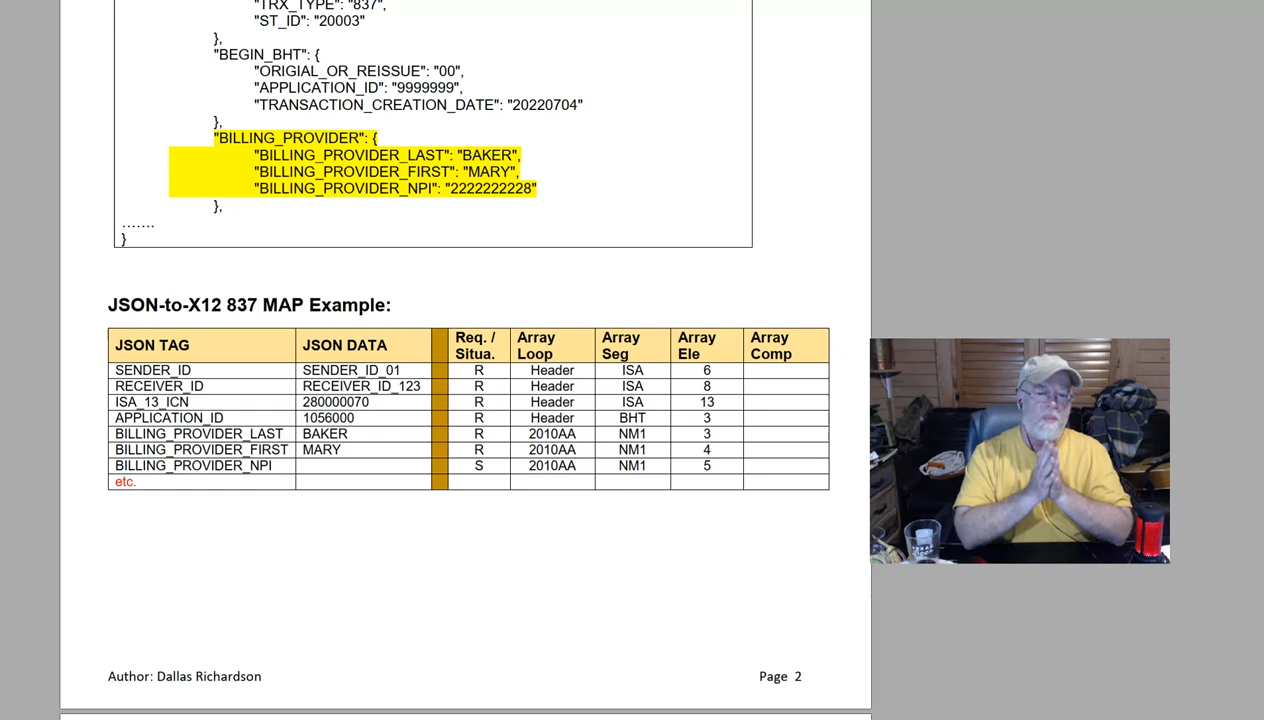 "TRX_TYPE": "837",
"ST_ID": "20003"
},
"BEGIN_BHT": {
"ORIGIAL_OR_REISSUE": "00",
"APPLICATION_ID": "9999999",
"TRANSACTION_CREATION_DATE": "20220704"
},
"BILLING_PROVIDER": {
"BILLING_PROVIDER_LAST": "BAKER",
"BILLING_PROVIDER_FIRST": "MARY",
"BILLING_PROVIDER_NPI": "2222222228"
},
.......
}
JSON-to-X12 837 MAP Example:
JSON TAG JSON DATA Req. / Situa. Array Loop Array Seg Array Ele Array Comp
SENDER_ID SENDER_ID_01 R Header ISA 6
RECEIVER_ID RECEIVER_ID_123 R Header ISA 8
ISA_13_ICN 280000070 R Header ISA 13
APPLICATION_ID 1056000 R Header BHT 3
BILLING_PROVIDER_LAST BAKER R 2010AA NM1 3
BILLING_PROVIDER_FIRST MARY R 2010AA NM1 4
BILLING_PROVIDER_NPI S 2010AA NM1 5
etc.
Author: Dallas Richardson Page 2